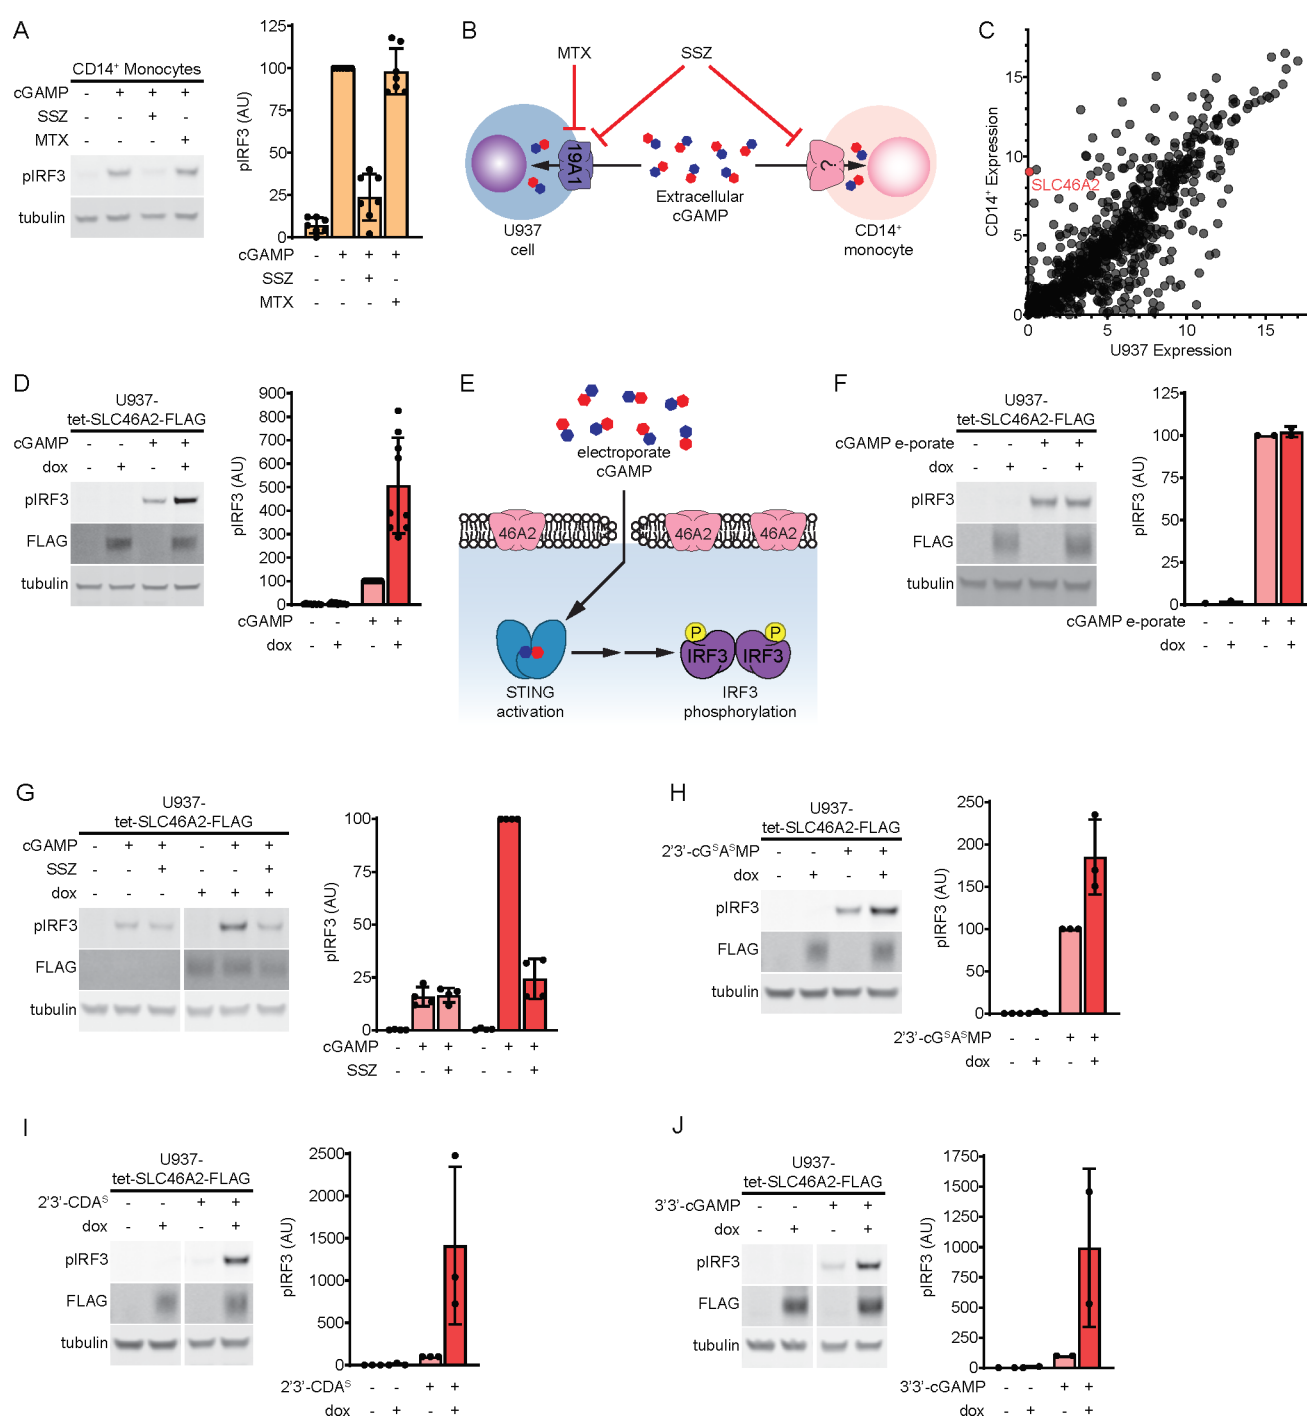 A
CD14⁺ Monocytes
cGAMP - + + +
SSZ - - + -
MTX - - - +
pIRF3
tubulin
pIRF3 (AU)
125
100
75
50
25
0
cGAMP - + + +
SSZ - - + -
MTX - - - +
B
MTX
SSZ
19A1
?
Extracellular
cGAMP
U937
cell
CD14⁺
monocyte
C
CD14⁺ Expression
15
10
5
0
SLC46A2
0 5 10 15
U937 Expression
D
U937-
tet-SLC46A2-FLAG
cGAMP - - + +
dox - + - +
pIRF3
FLAG
tubulin
pIRF3 (AU)
900
800
700
600
500
400
300
200
100
0
cGAMP - - + +
dox - + - +
E
electroporate
cGAMP
46A2
46A2
46A2
P
P
IRF3
IRF3
STING
activation
IRF3
phosphorylation
F
U937-
tet-SLC46A2-FLAG
cGAMP e-porate - - + +
dox - + - +
pIRF3
FLAG
tubulin
pIRF3 (AU)
125
100
75
50
25
0
cGAMP e-porate - - + +
dox - + - +
G
U937-
tet-SLC46A2-FLAG
cGAMP - + + - + +
SSZ - - + - - +
dox - - - + + +
pIRF3
FLAG
tubulin
pIRF3 (AU)
100
75
50
25
0
cGAMP - + + - + +
SSZ - - + - - +
H
U937-
tet-SLC46A2-FLAG
2'3'-cGˢAˢMP - - + +
dox - + - +
pIRF3
FLAG
tubulin
pIRF3 (AU)
250
200
150
100
50
0
2'3'-cGˢAˢMP - - + +
dox - + - +
I
U937-
tet-SLC46A2-FLAG
2'3'-CDAˢ - - + +
dox - + - +
pIRF3
FLAG
tubulin
pIRF3 (AU)
2500
2000
1500
1000
500
0
2'3'-CDAˢ - - + +
dox - + - +
J
U937-
tet-SLC46A2-FLAG
3'3'-cGAMP - - + +
dox - + - +
pIRF3
FLAG
tubulin
pIRF3 (AU)
1750
1500
1250
1000
750
500
250
0
3'3'-cGAMP - - + +
dox - + - +